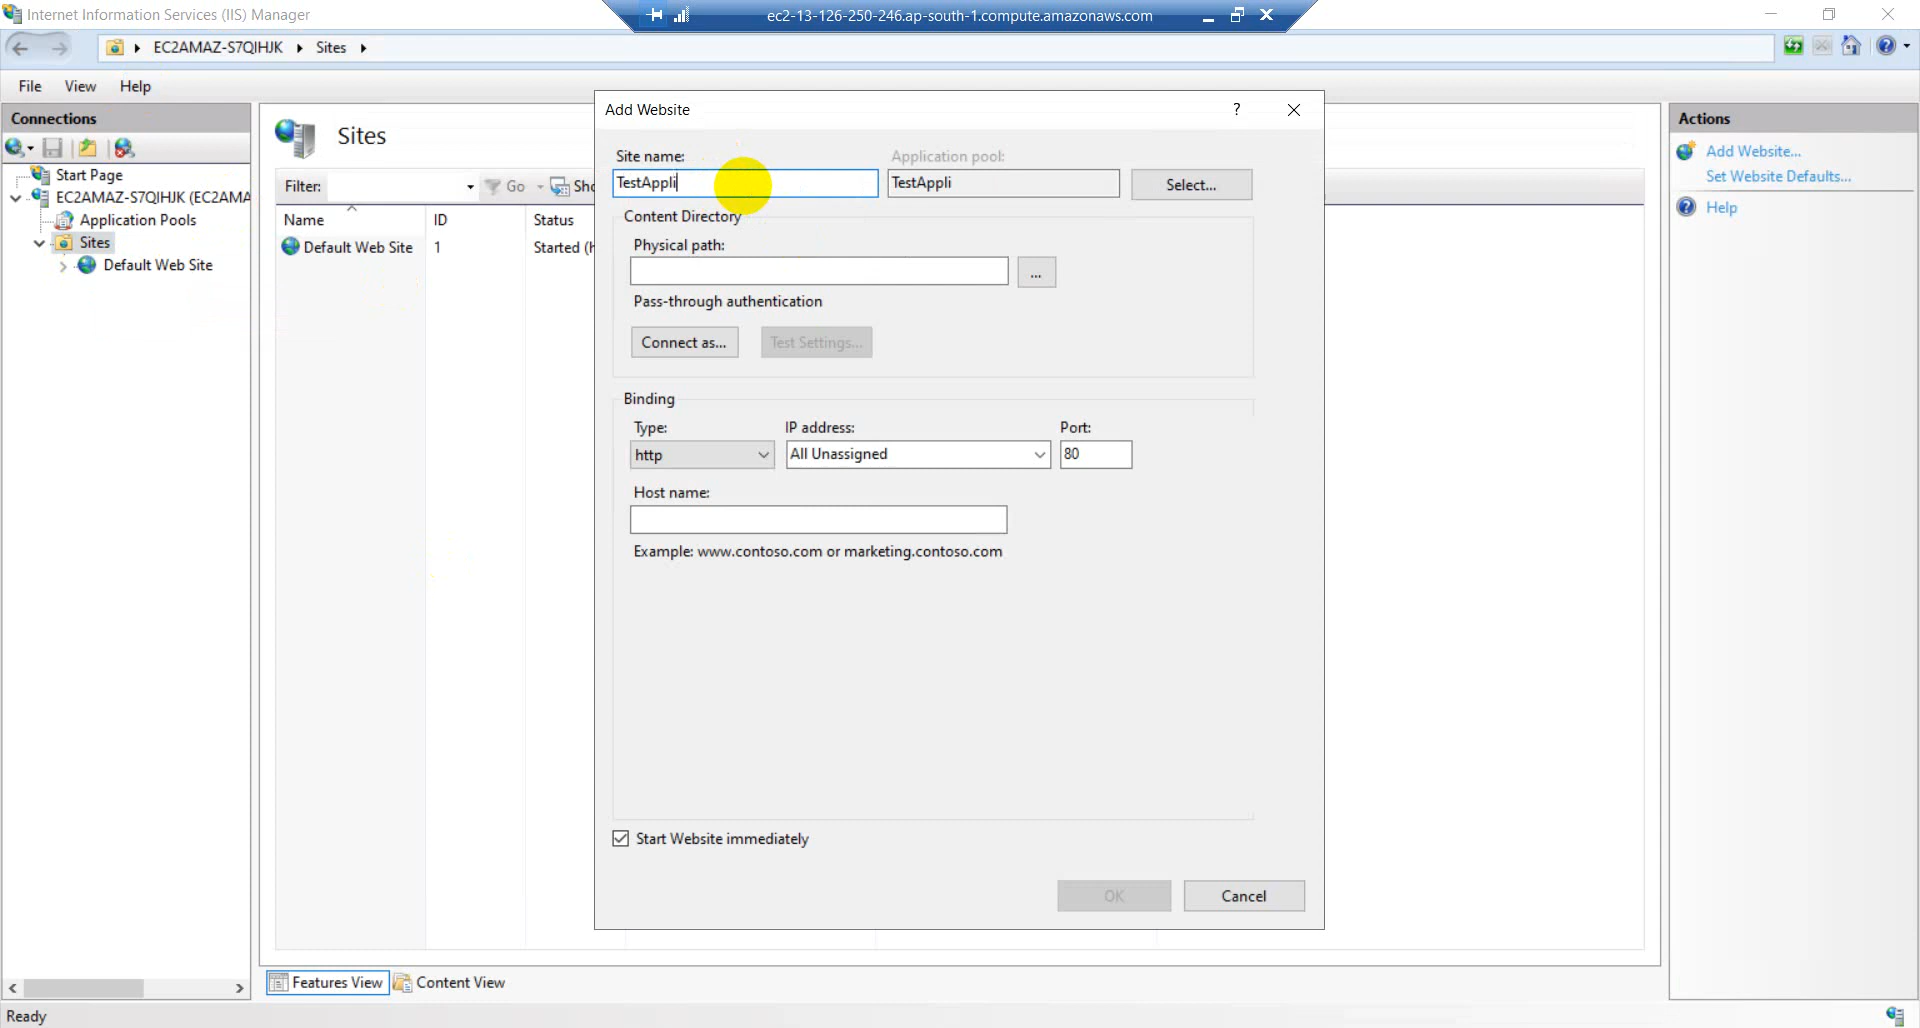 Internet Information Services (IIS) Manager
ec2-13-126-250-246.ap-south-1.compute.amazonaws.com
EC2AMAZ-S7QIHJK
Sites
File View Help
Connections
Start Page
EC2AMAZ-S7QIHJK (EC2AMA
Application Pools
Sites
Default Web Site
Sites
Filter:
Go
Sho
Name ID Status
Default Web Site 1 Started (h
Add Website
?
Site name:
Application pool:
TestAppli
TestAppli
Select...
Content Directory
Physical path:
...
Pass-through authentication
Connect as...
Test Settings...
Binding
Type: IP address: Port:
http All Unassigned 80
Host name:
Example: www.contoso.com or marketing.contoso.com
Start Website immediately
OK
Cancel
Actions
Add Website...
Set Website Defaults...
Help
Features View
Content View
Ready